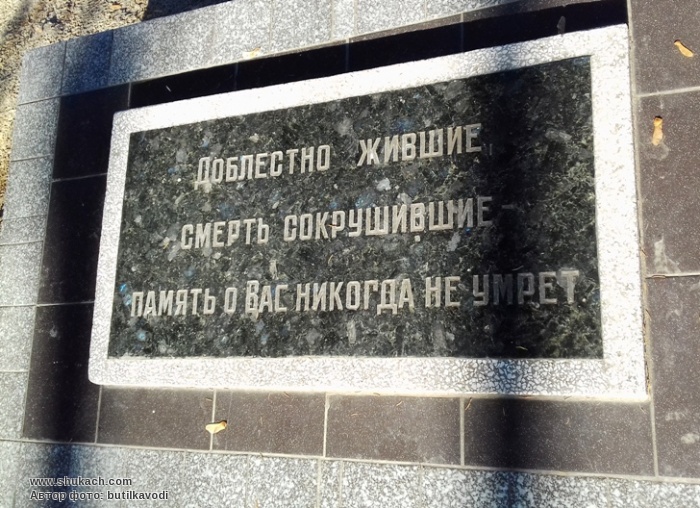 Доблестно жившие,
смерть сокрушившие -
память о Вас никогда не умрет
www.shukach.com
Автор фото: butilkavodi